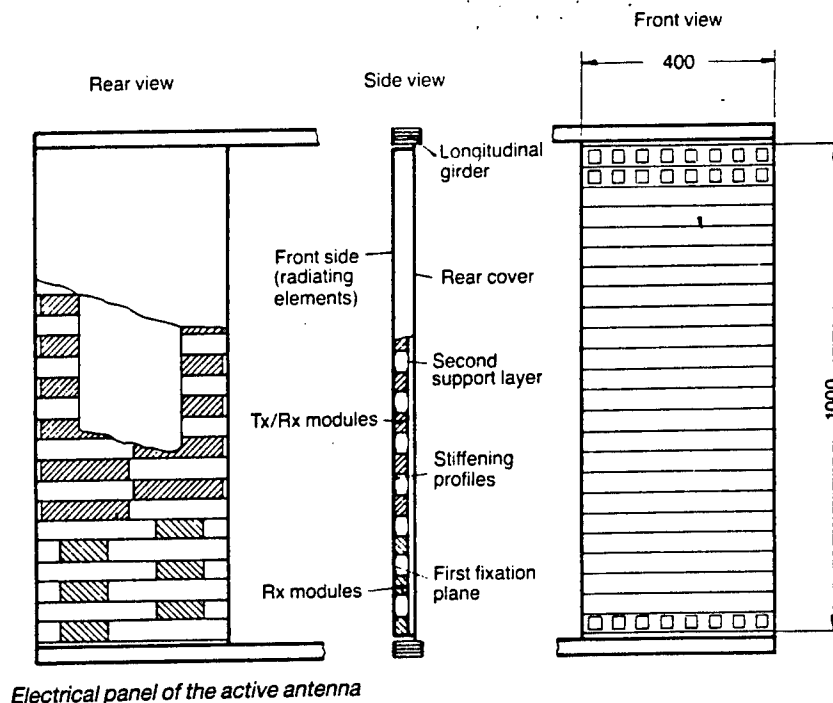 Front view
400
Rear view
Side view
Longitudinal
girder
Front side
(radiating
elements)
Rear cover
Second
support layer
Tx/Rx modules
Stiffening
profiles
1000
First fixation
plane
Rx modules
Electrical panel of the active antenna